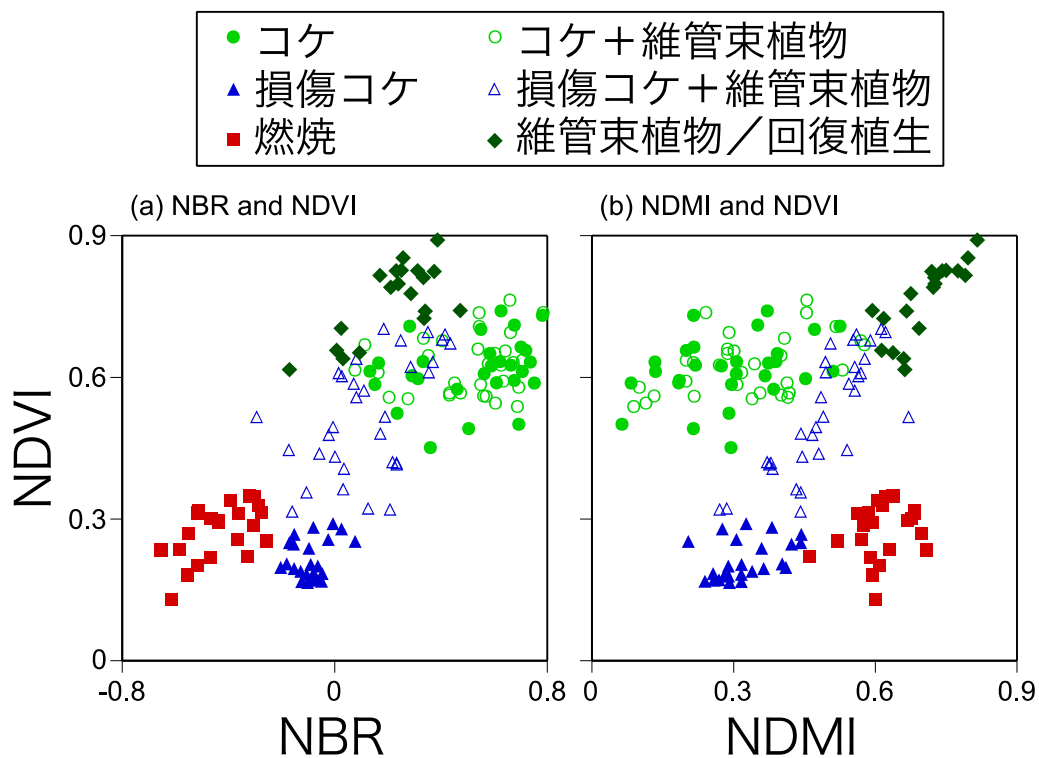 コケ
コケ＋維管束植物
損傷コケ
損傷コケ＋維管束植物
燃焼
維管束植物／回復植生
(a) NBR and NDVI
(b) NDMI and NDVI
NDVI
0.9
0.6
0.3
0
-0.8 0 0.8
0 0.3 0.6 0.9
NBR
NDMI